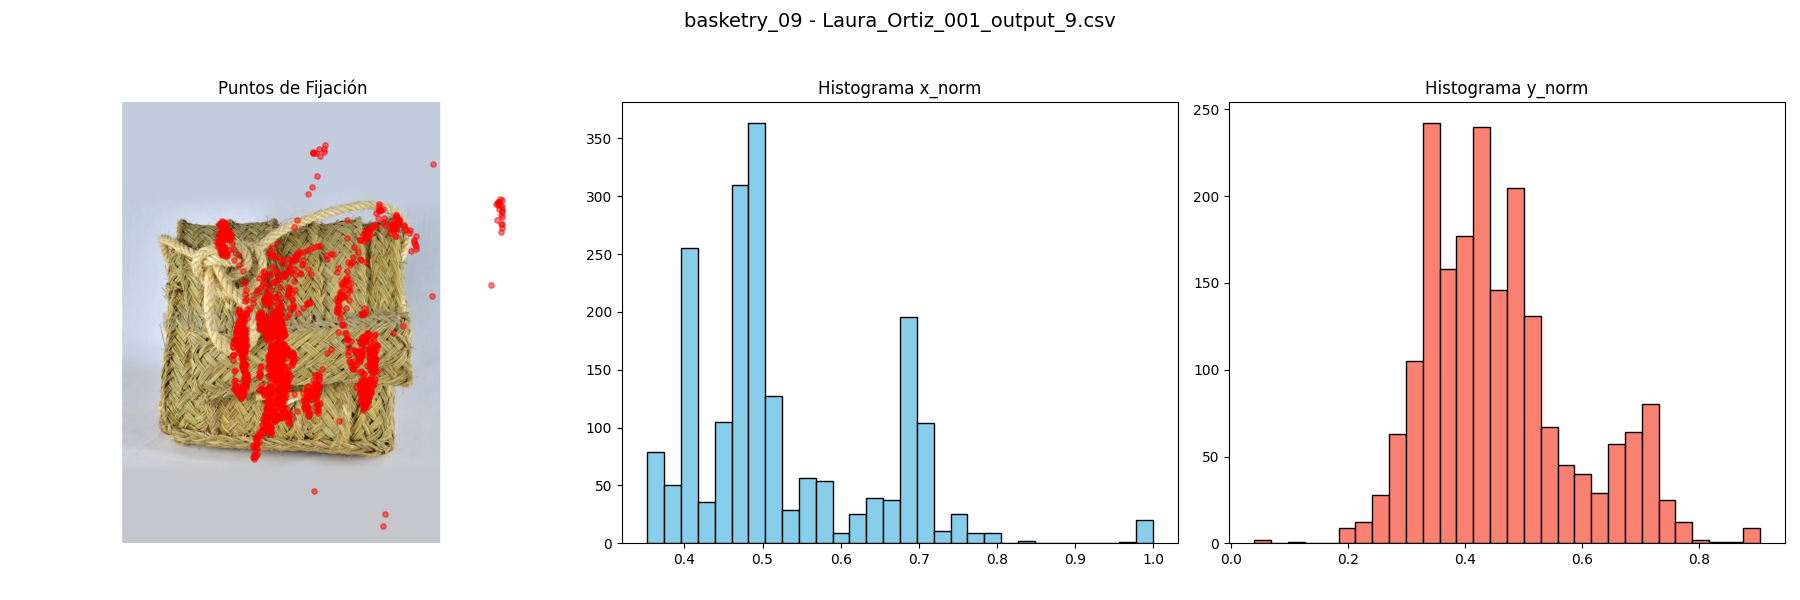 basketry_09 - Laura_Ortiz_001_output_9.csv
Puntos de Fijación
Histograma x_norm
Histograma y_norm
350
300
250
200
150
100
50
0
0.4 0.5 0.6 0.7 0.8 0.9 1.0
250
200
150
100
50
0
0.0 0.2 0.4 0.6 0.8